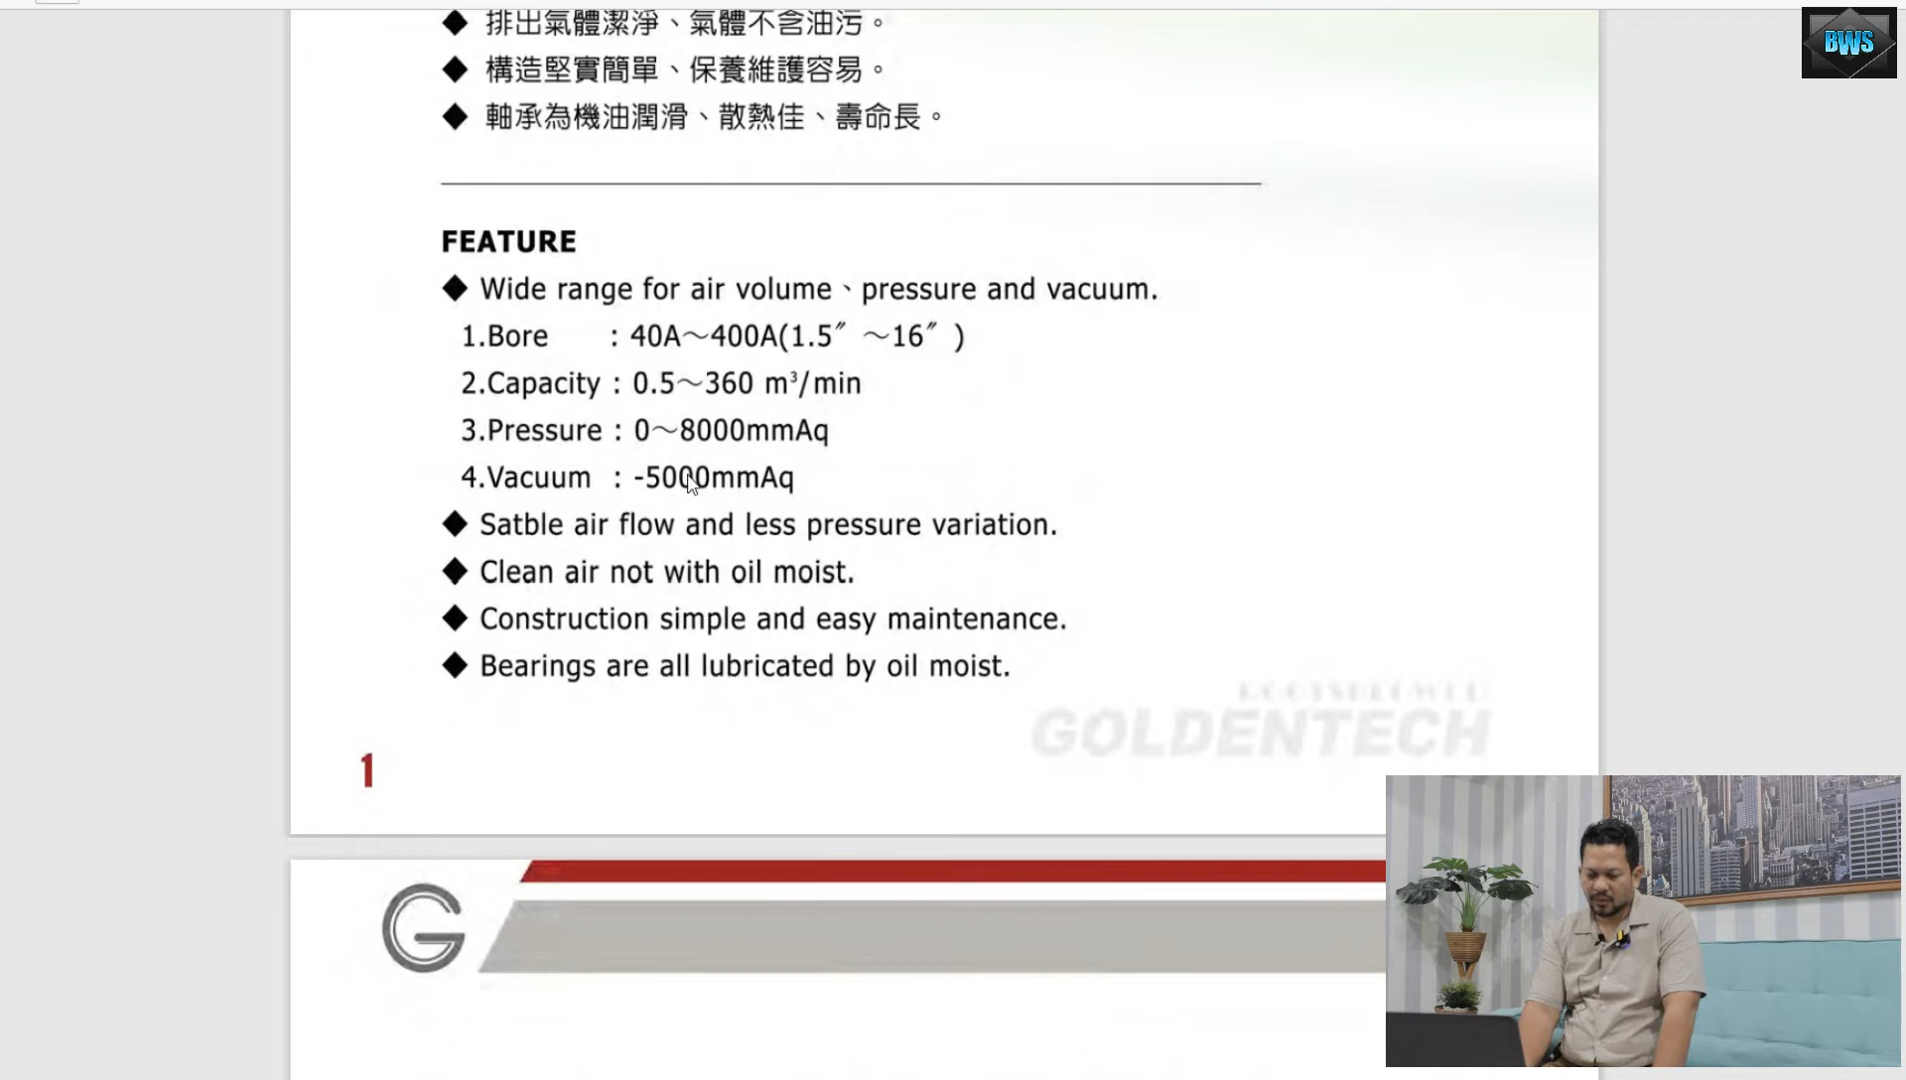 ◆ 排出氣體潔淨、氣體不含油污。
BWS
◆ 構造堅實簡單、保養維護容易。
◆ 軸承為機油潤滑、散熱佳、壽命長。
FEATURE
◆ Wide range for air volume、pressure and vacuum.
1.Bore : 40A～400A(1.5″ ～16″ )
2.Capacity : 0.5～360 m³/min
3.Pressure : 0～8000mmAq
4.Vacuum : -5000mmAq
◆ Satble air flow and less pressure variation.
◆ Clean air not with oil moist.
◆ Construction simple and easy maintenance.
◆ Bearings are all lubricated by oil moist.
ROOTSBLOWER
GOLDENTECH
1
G